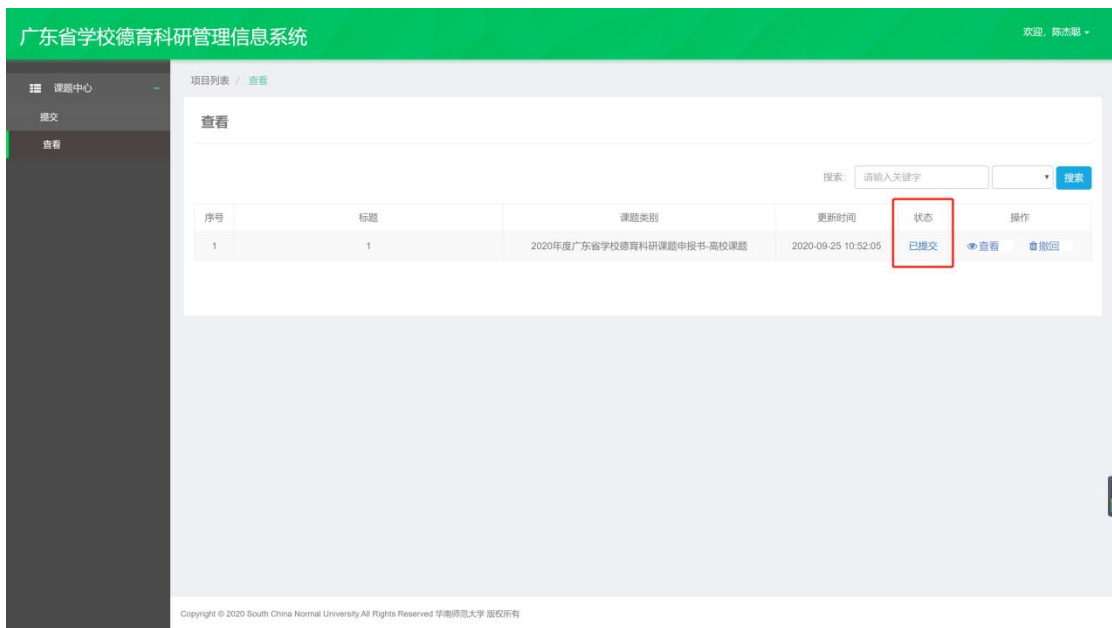 广东省学校德育科研管理信息系统
欢迎，陈杰聪
课题中心
提交
查看
项目列表 / 查看
查看
搜索: 请输入关键字 搜索
序号 标题 课题类别 更新时间 状态 操作
1 1 2020年度广东省学校德育科研课题申报书-高校课题 2020-09-25 10:52:05 已提交 查看 撤回
Copyright © 2020 South China Normal University.All Rights Reserved 华南师范大学 版权所有